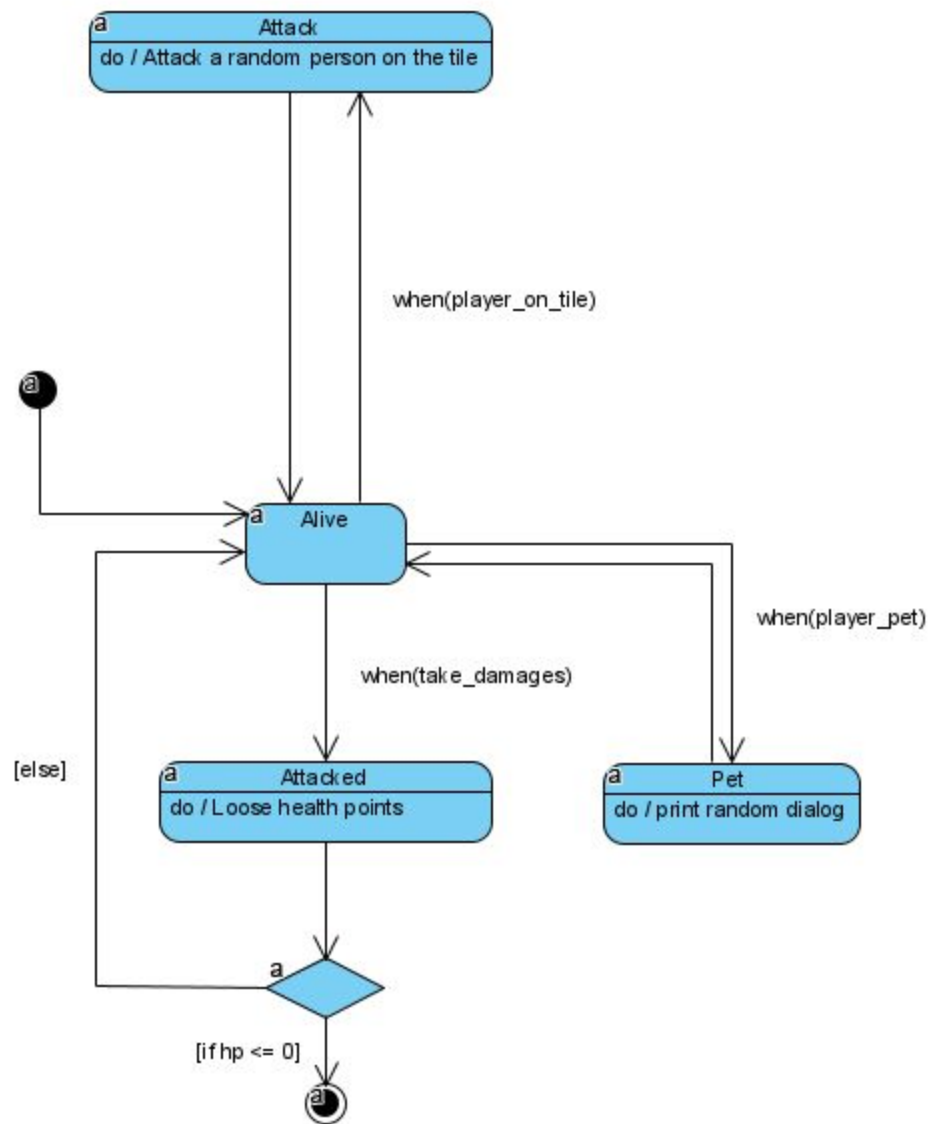 a
Attack
do / Attack a random person on the tile
when(player_on_tile)
a
a
Alive
when(player_pet)
when(take_damages)
[else]
a
Attacked
do / Loose health points
a
Pet
do / print random dialog
a
[if hp <= 0]
a